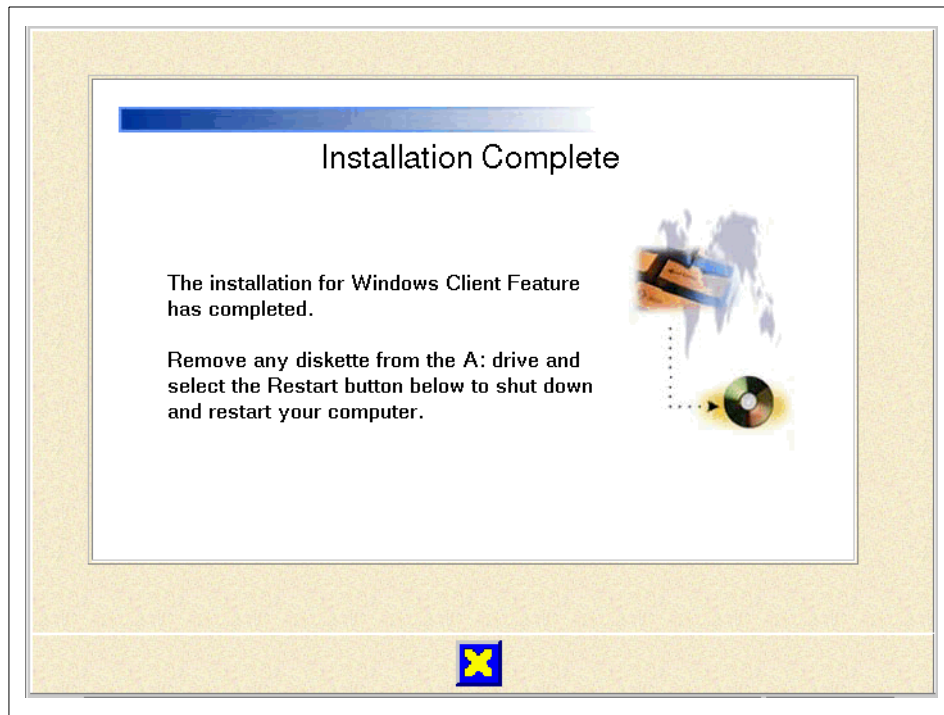 Installation Complete
The installation for Windows Client Feature
has completed.
Remove any diskette from the A: drive and
select the Restart button below to shut down
and restart your computer.